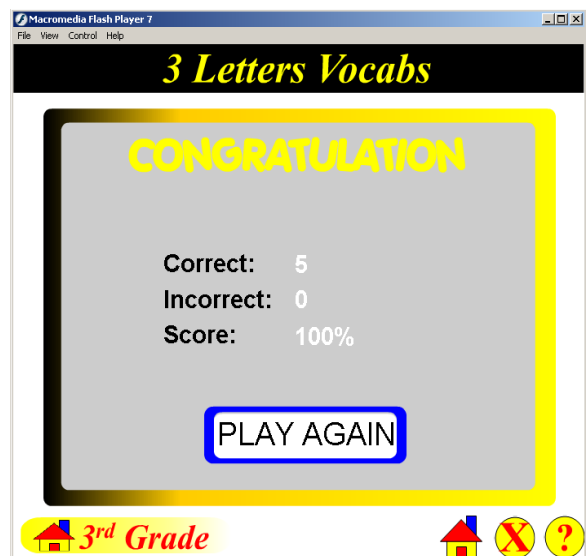 Macromedia Flash Player 7
File View Control Help
3 Letters Vocabs
CONGRATULATION
Correct: 5
Incorrect: 0
Score: 100%
PLAY AGAIN
3rd Grade X ?